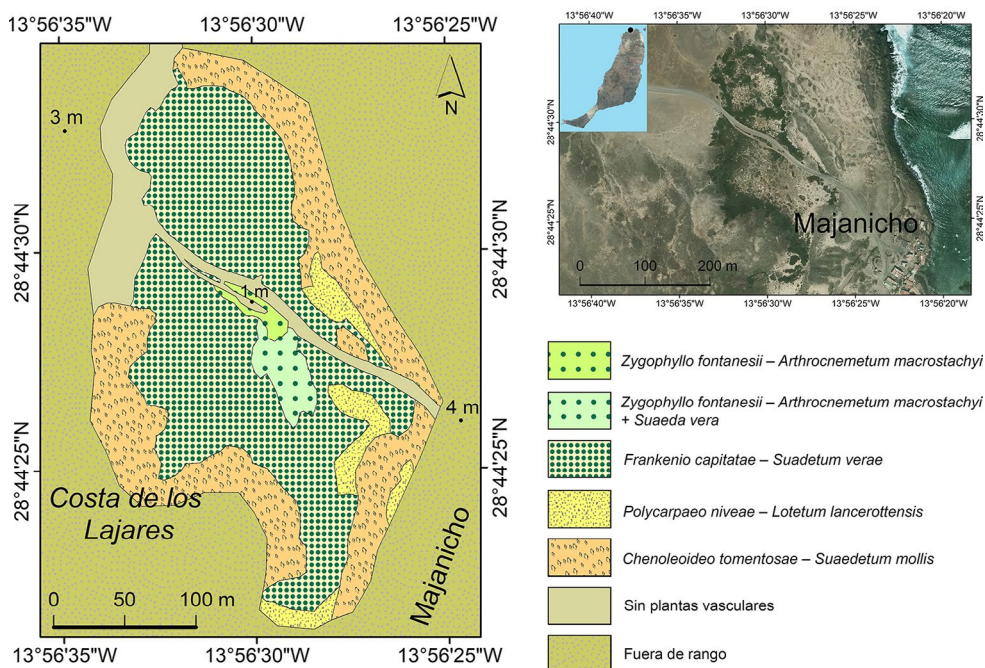 13°56'35"W
13°56'30"W
13°56'25"W
3 m
N
28°44'30"N
28°44'30"N
1 m
4 m
28°44'25"N
28°44'25"N
Costa de los
Lajares
Majanicho
0 50 100 m
13°56'35"W
13°56'30"W
13°56'25"W
13°56'40"W
13°56'35"W
13°56'30"W
13°56'25"W
13°56'20"W
28°44'30"N
28°44'30"N
28°44'25"N
28°44'25"N
Majanicho
0 100 200 m
13°56'40"W
13°56'35"W
13°56'30"W
13°56'25"W
13°56'20"W
Zygophyllo fontanesii – Arthrocnemetum macrostachyi
Zygophyllo fontanesii – Arthrocnemetum macrostachyi
+ Suaeda vera
Frankenio capitatae – Suadetum verae
Polycarpaeo niveae – Lotetum lancerottensis
Chenoleoideo tomentosae – Suaedetum mollis
Sin plantas vasculares
Fuera de rango